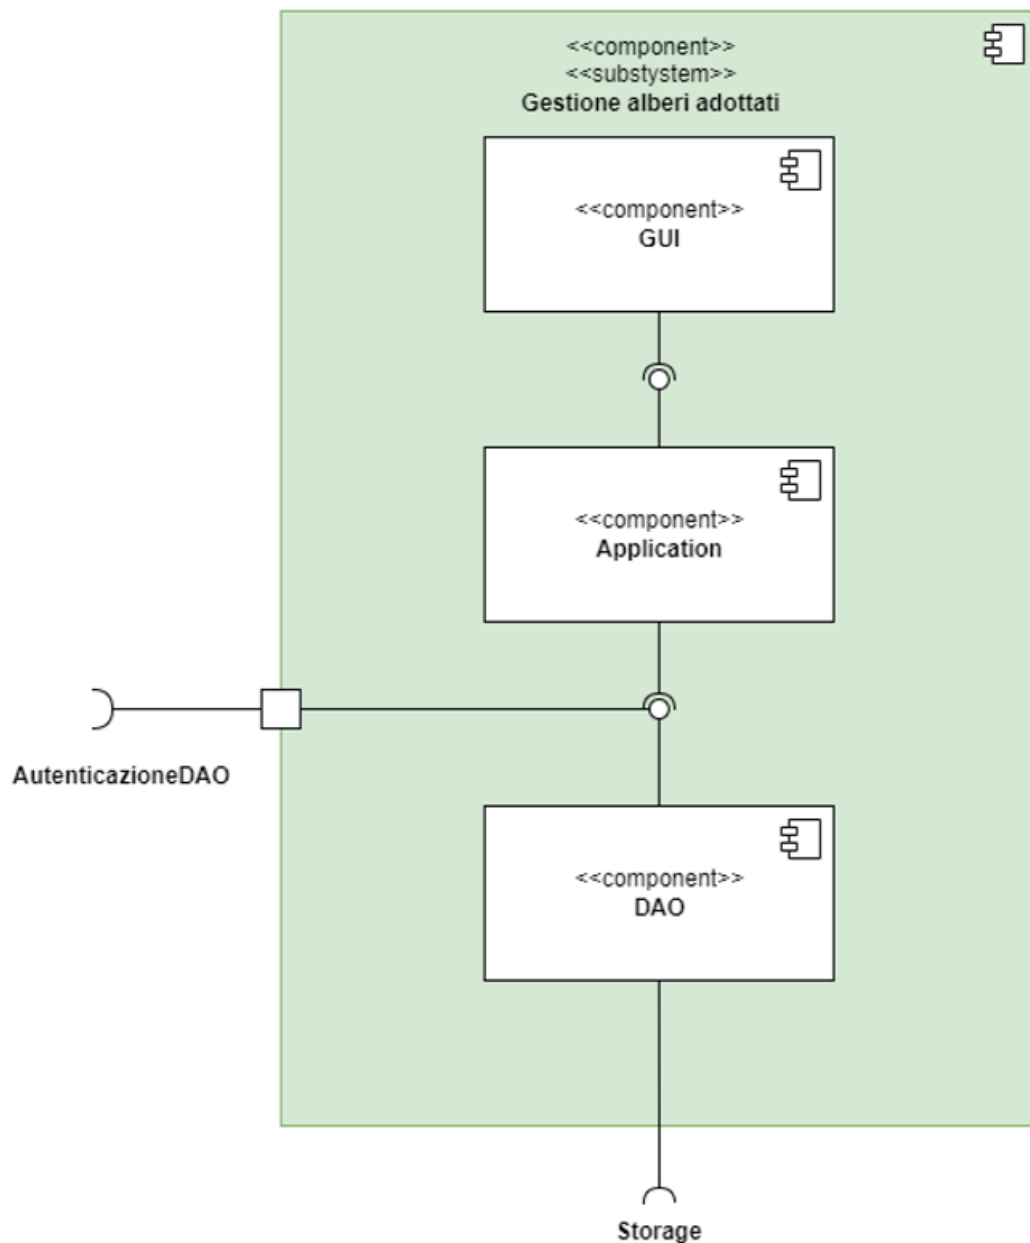 <<component>>
<<substystem>>
Gestione alberi adottati
<<component>>
GUI
<<component>>
Application
AutenticazioneDAO
<<component>>
DAO
Storage